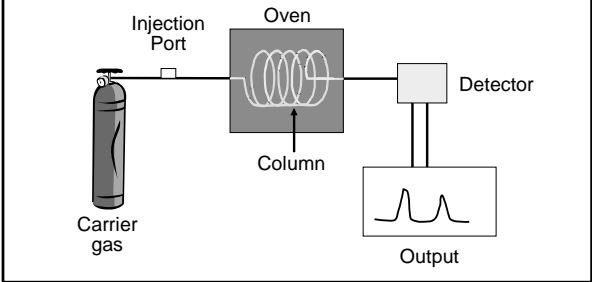 Injection
Port
Oven
Detector
Column
Carrier
gas
Output